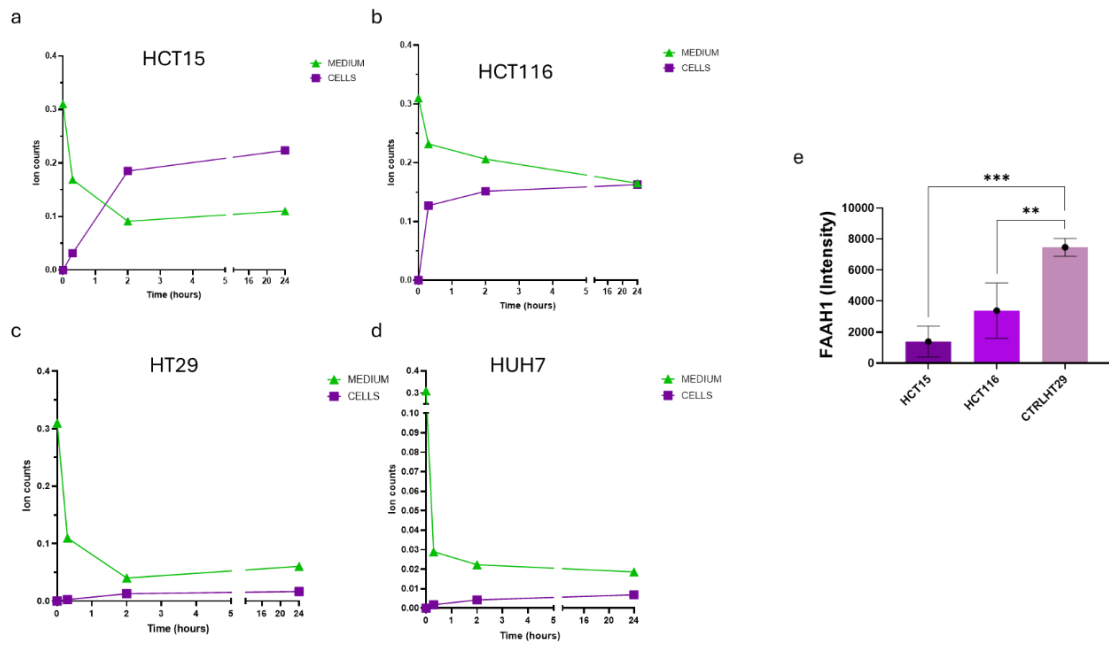 a
HCT15
MEDIUM
CELLS
Ion counts
0.4
0.3
0.2
0.1
0.0
0 1 2 3 4 5 16 20 24
Time (hours)
b
HCT116
MEDIUM
CELLS
Ion counts
0.4
0.3
0.2
0.1
0.0
0 1 2 3 4 5 16 20 24
Time (hours)
c
HT29
MEDIUM
CELLS
Ion counts
0.4
0.3
0.2
0.1
0.0
0 1 2 3 4 5 16 20 24
Time (hours)
d
HUH7
MEDIUM
CELLS
Ion counts
0.4
0.3
0.10
0.09
0.08
0.07
0.06
0.05
0.04
0.03
0.02
0.01
0.00
0 1 2 3 4 5 16 20 24
Time (hours)
e
***
**
FAAH1 (Intensity)
10000
8000
6000
4000
2000
0
HCT15
HCT116
CTRLHT29